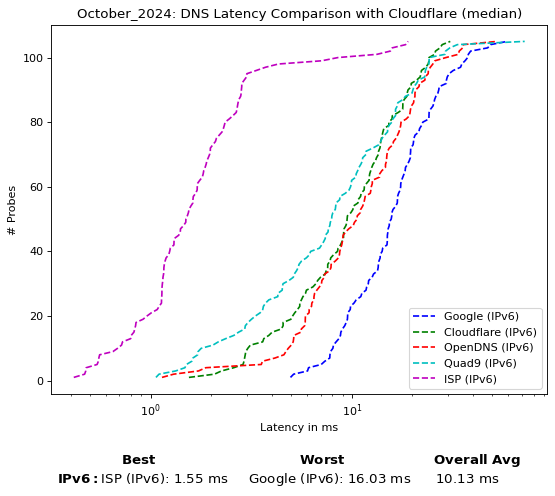 October_2024: DNS Latency Comparison with Cloudflare (median)
100
80
60
40
20
0
# Probes
Google (IPv6)
Cloudflare (IPv6)
OpenDNS (IPv6)
Quad9 (IPv6)
ISP (IPv6)
10⁰ 10¹
Latency in ms
Best Worst Overall Avg
IPv6: ISP (IPv6): 1.55 ms Google (IPv6): 16.03 ms 10.13 ms